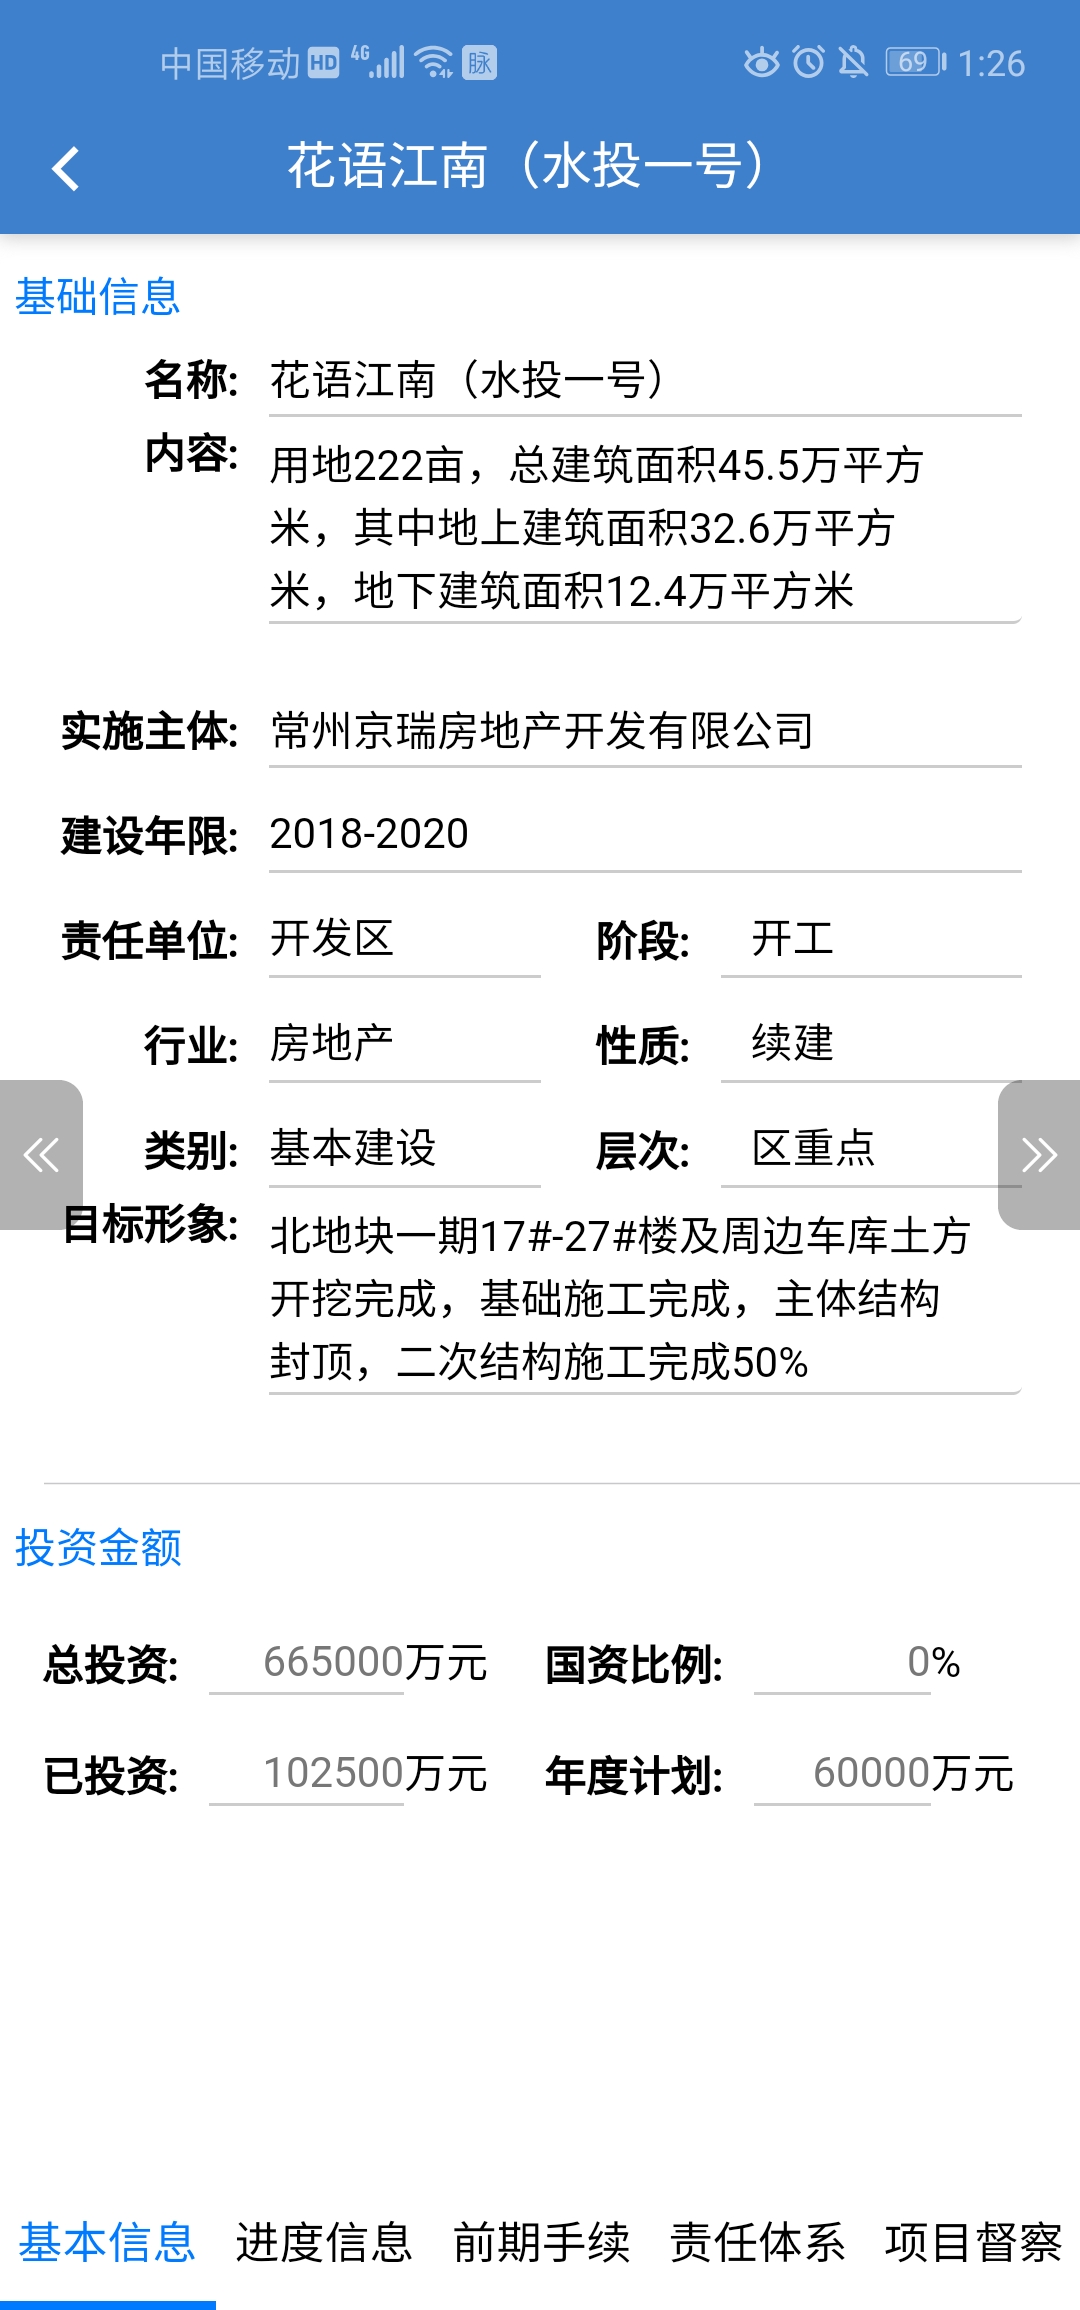 中国移动 HD 4G 脉 69 1:26
花语江南（水投一号）
基础信息
名称: 花语江南（水投一号）
内容: 用地222亩，总建筑面积45.5万平方
米，其中地上建筑面积32.6万平方
米，地下建筑面积12.4万平方米
实施主体: 常州京瑞房地产开发有限公司
建设年限: 2018-2020
责任单位: 开发区 阶段: 开工
行业: 房地产 性质: 续建
类别: 基本建设 层次: 区重点
目标形象: 北地块一期17#-27#楼及周边车库土方
开挖完成，基础施工完成，主体结构
封顶，二次结构施工完成50%
投资金额
总投资: 665000万元 国资比例: 0%
已投资: 102500万元 年度计划: 60000万元
基本信息 进度信息 前期手续 责任体系 项目督察